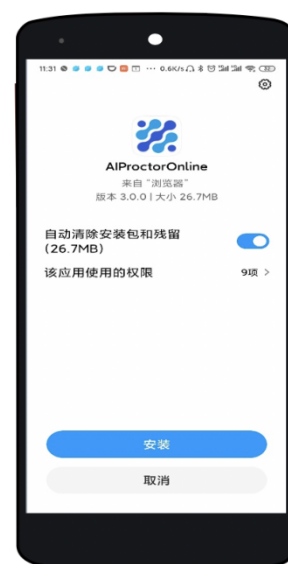 11:31 ... 0.6K/s
AIProctorOnline
来自 "浏览器"
版本 3.0.0 | 大小 26.7MB
自动清除安装包和残留
(26.7MB)
该应用使用的权限 9项 >
安装
取消